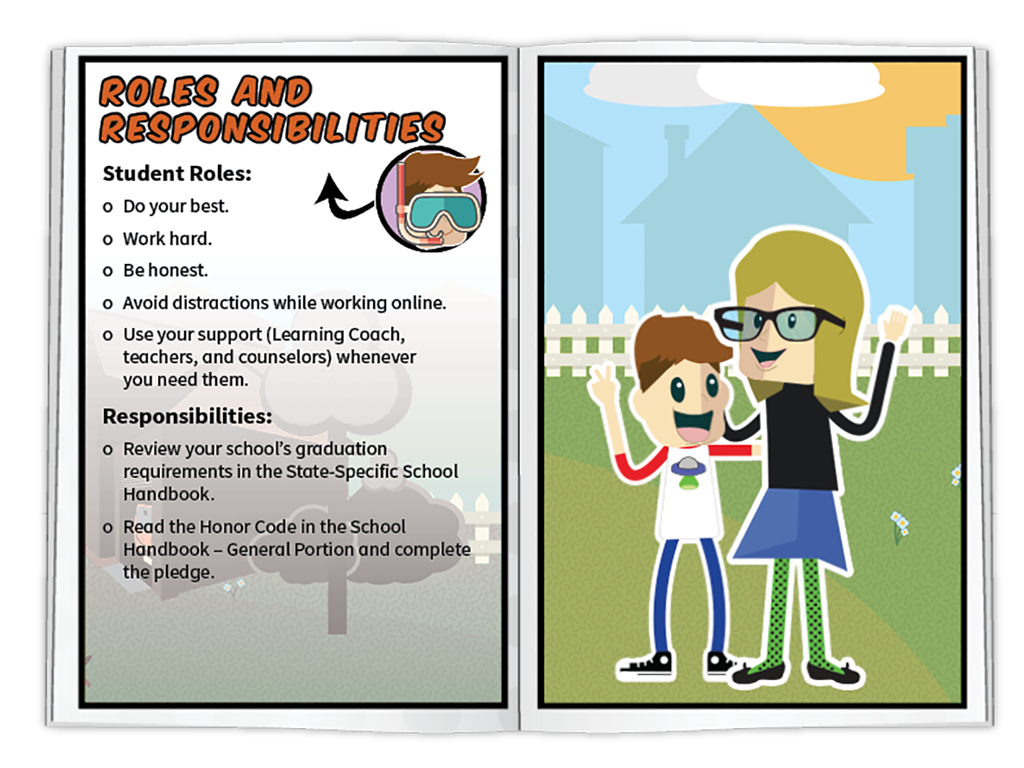 ROLES AND
RESPONSIBILITIES
Student Roles:
o Do your best.
o Work hard.
o Be honest.
o Avoid distractions while working online.
o Use your support (Learning Coach,
teachers, and counselors) whenever
you need them.
Responsibilities:
o Review your school’s graduation
requirements in the State-Specific School
Handbook.
o Read the Honor Code in the School
Handbook – General Portion and complete
the pledge.